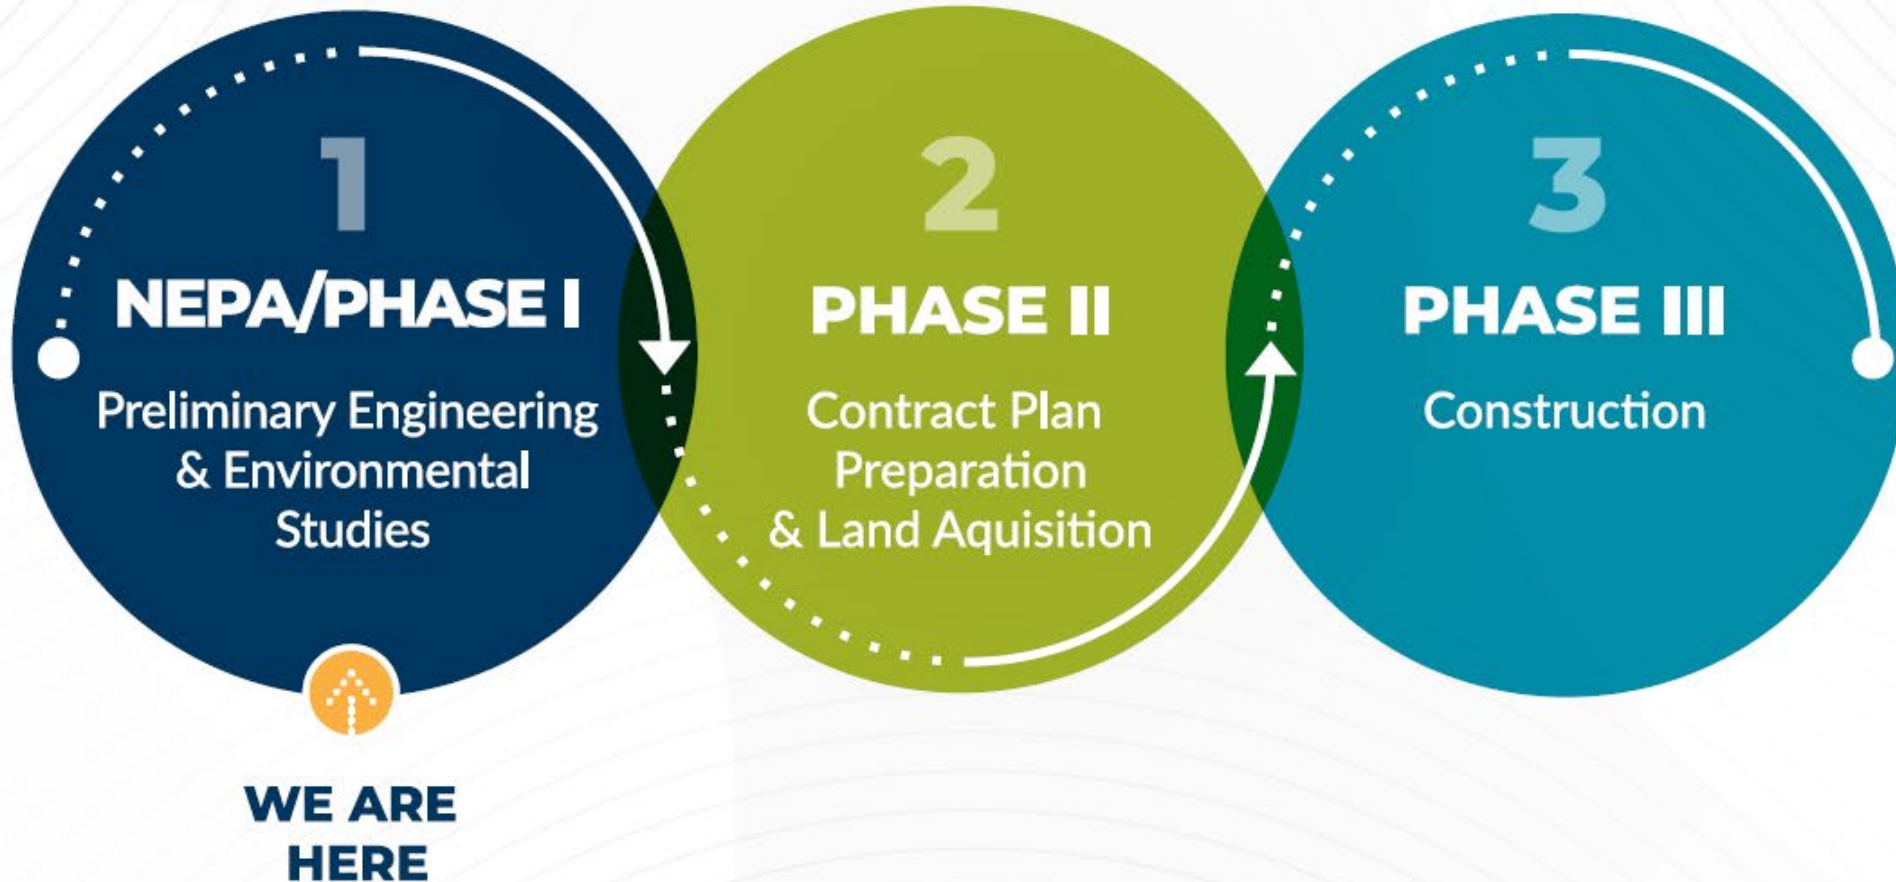 1
NEPA/PHASE I
Preliminary Engineering
& Environmental
Studies
WE ARE
HERE
2
PHASE II
Contract Plan
Preparation
& Land Aquisition
3
PHASE III
Construction